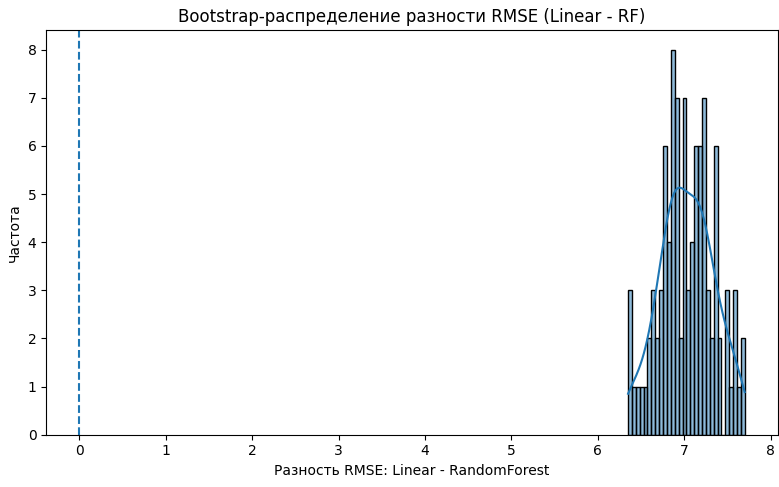 Bootstrap-распределение разности RMSE (Linear - RF)
Частота
8
7
6
5
4
3
2
1
0
0 1 2 3 4 5 6 7 8
Разность RMSE: Linear - RandomForest